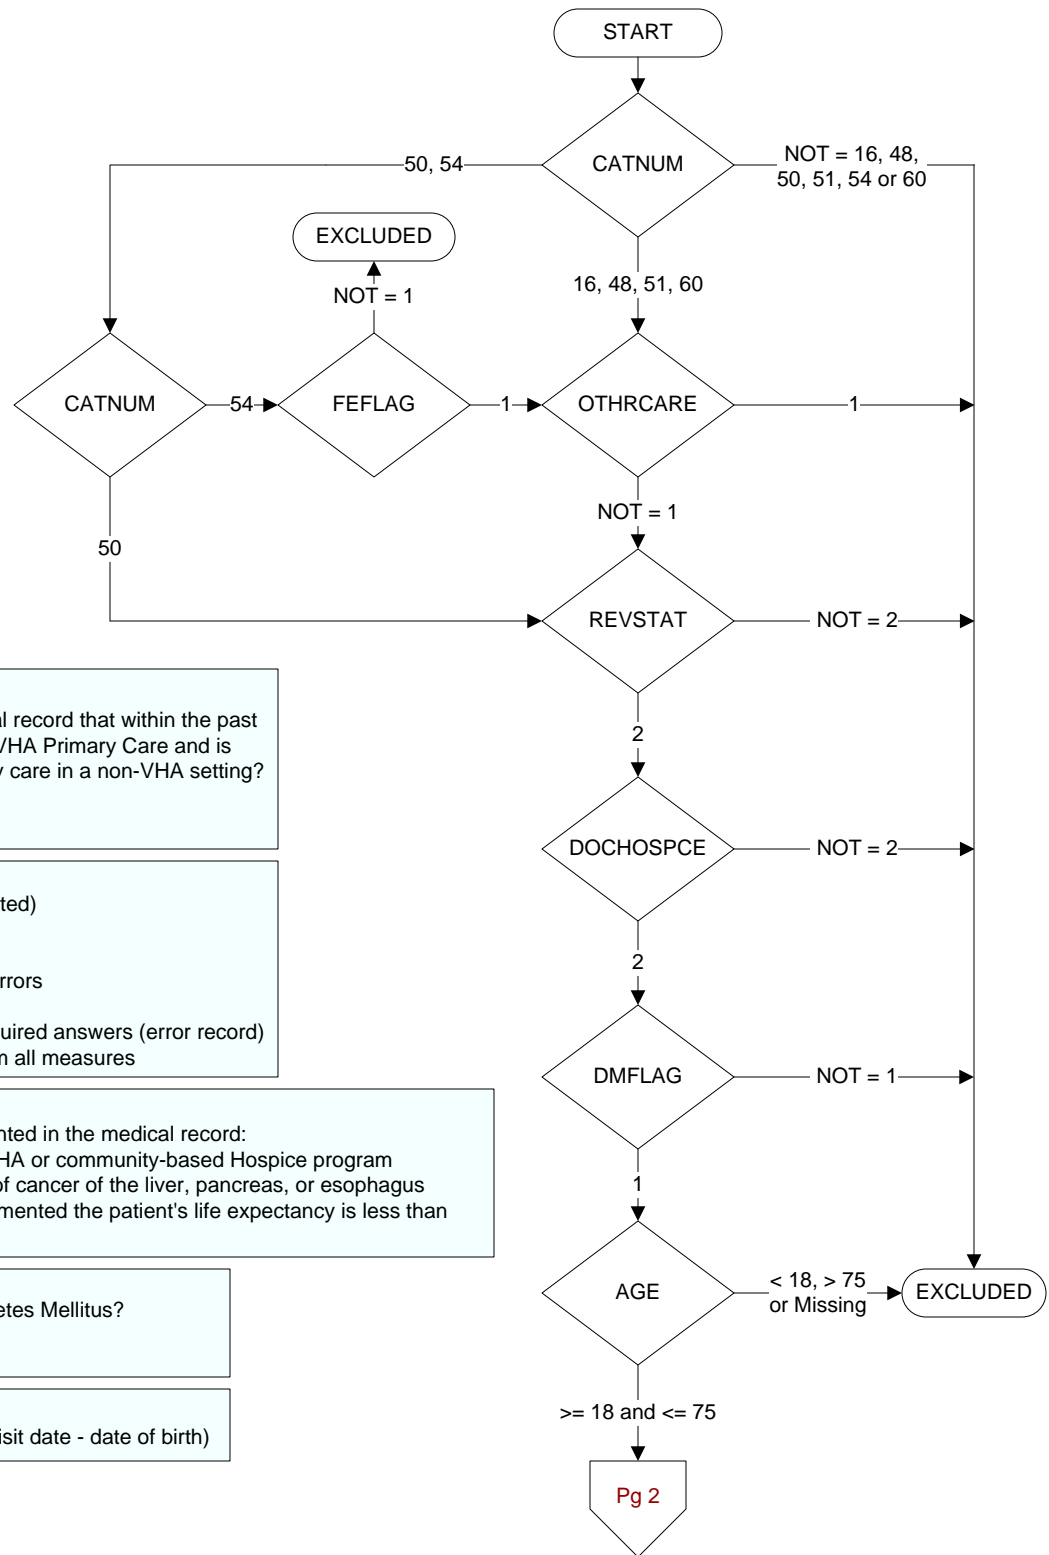 START
CATNUM
50, 54
NOT = 16, 48,
50, 51, 54 or 60
EXCLUDED
NOT = 1
16, 48, 51, 60
CATNUM
54
FEFLAG
1
OTHRCARE
1
NOT = 1
50
REVSTAT
NOT = 2
2
al record that within the past
VHA Primary Care and is
y care in a non-VHA setting?
DOCHOSPCE
NOT = 2
ted)
rrors
uired answers (error record)
m all measures
2
DMFLAG
NOT = 1
nted in the medical record:
HA or community-based Hospice program
of cancer of the liver, pancreas, or esophagus
mented the patient's life expectancy is less than
1
AGE
< 18, > 75
or Missing
EXCLUDED
etes Mellitus?
>= 18 and <= 75
isit date - date of birth)
Pg 2